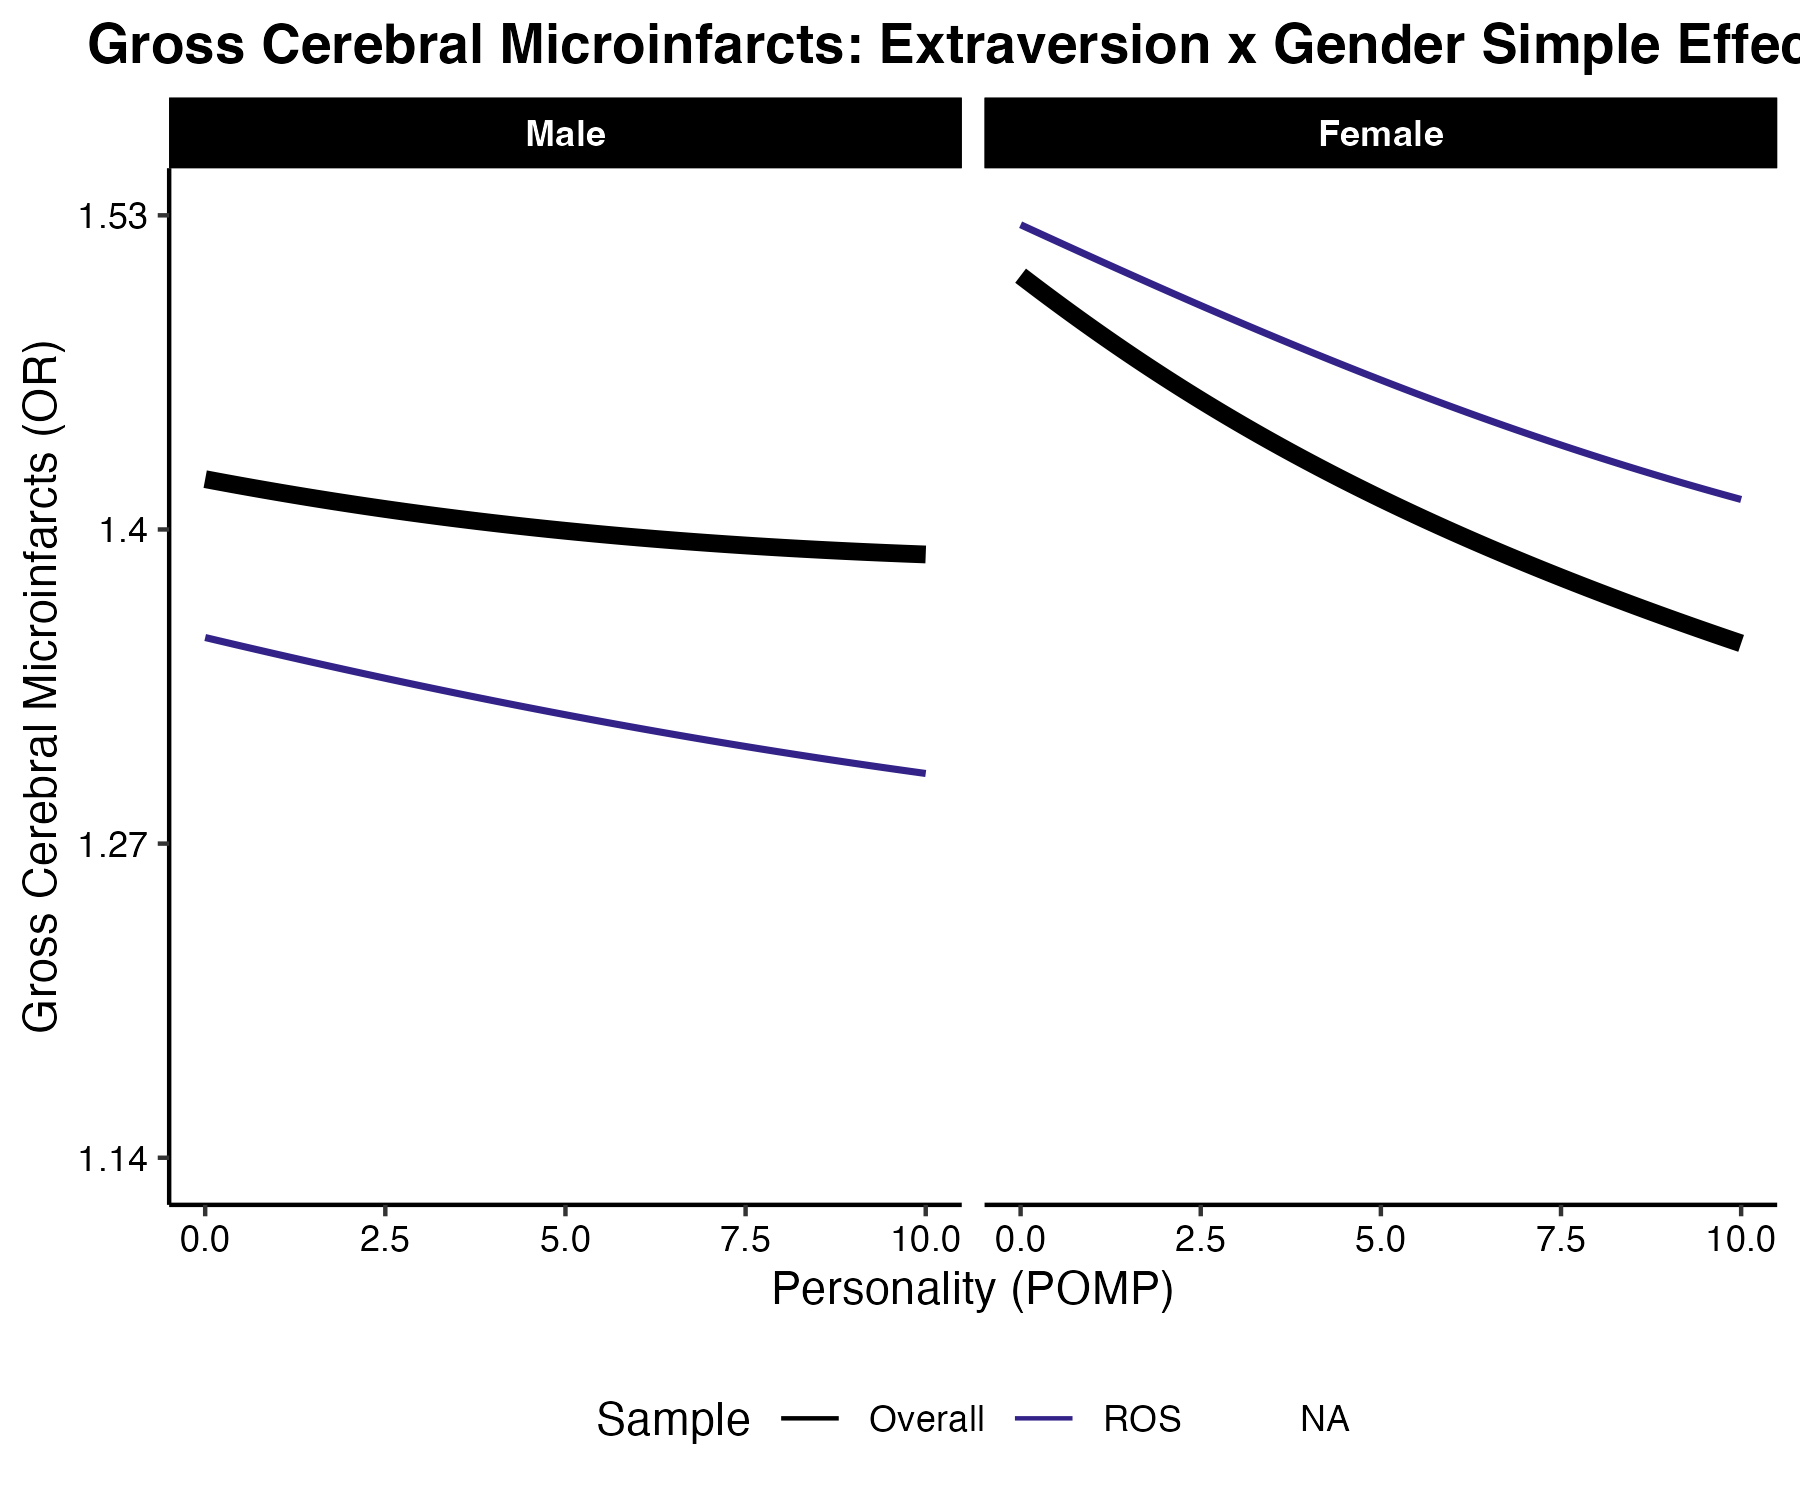 Gross Cerebral Microinfarcts: Extraversion x Gender Simple Effec
Male
Female
Gross Cerebral Microinfarcts (OR)
1.53
1.4
1.27
1.14
0.0 2.5 5.0 7.5 10.0 0.0 2.5 5.0 7.5 10.0
Personality (POMP)
Sample Overall ROS NA